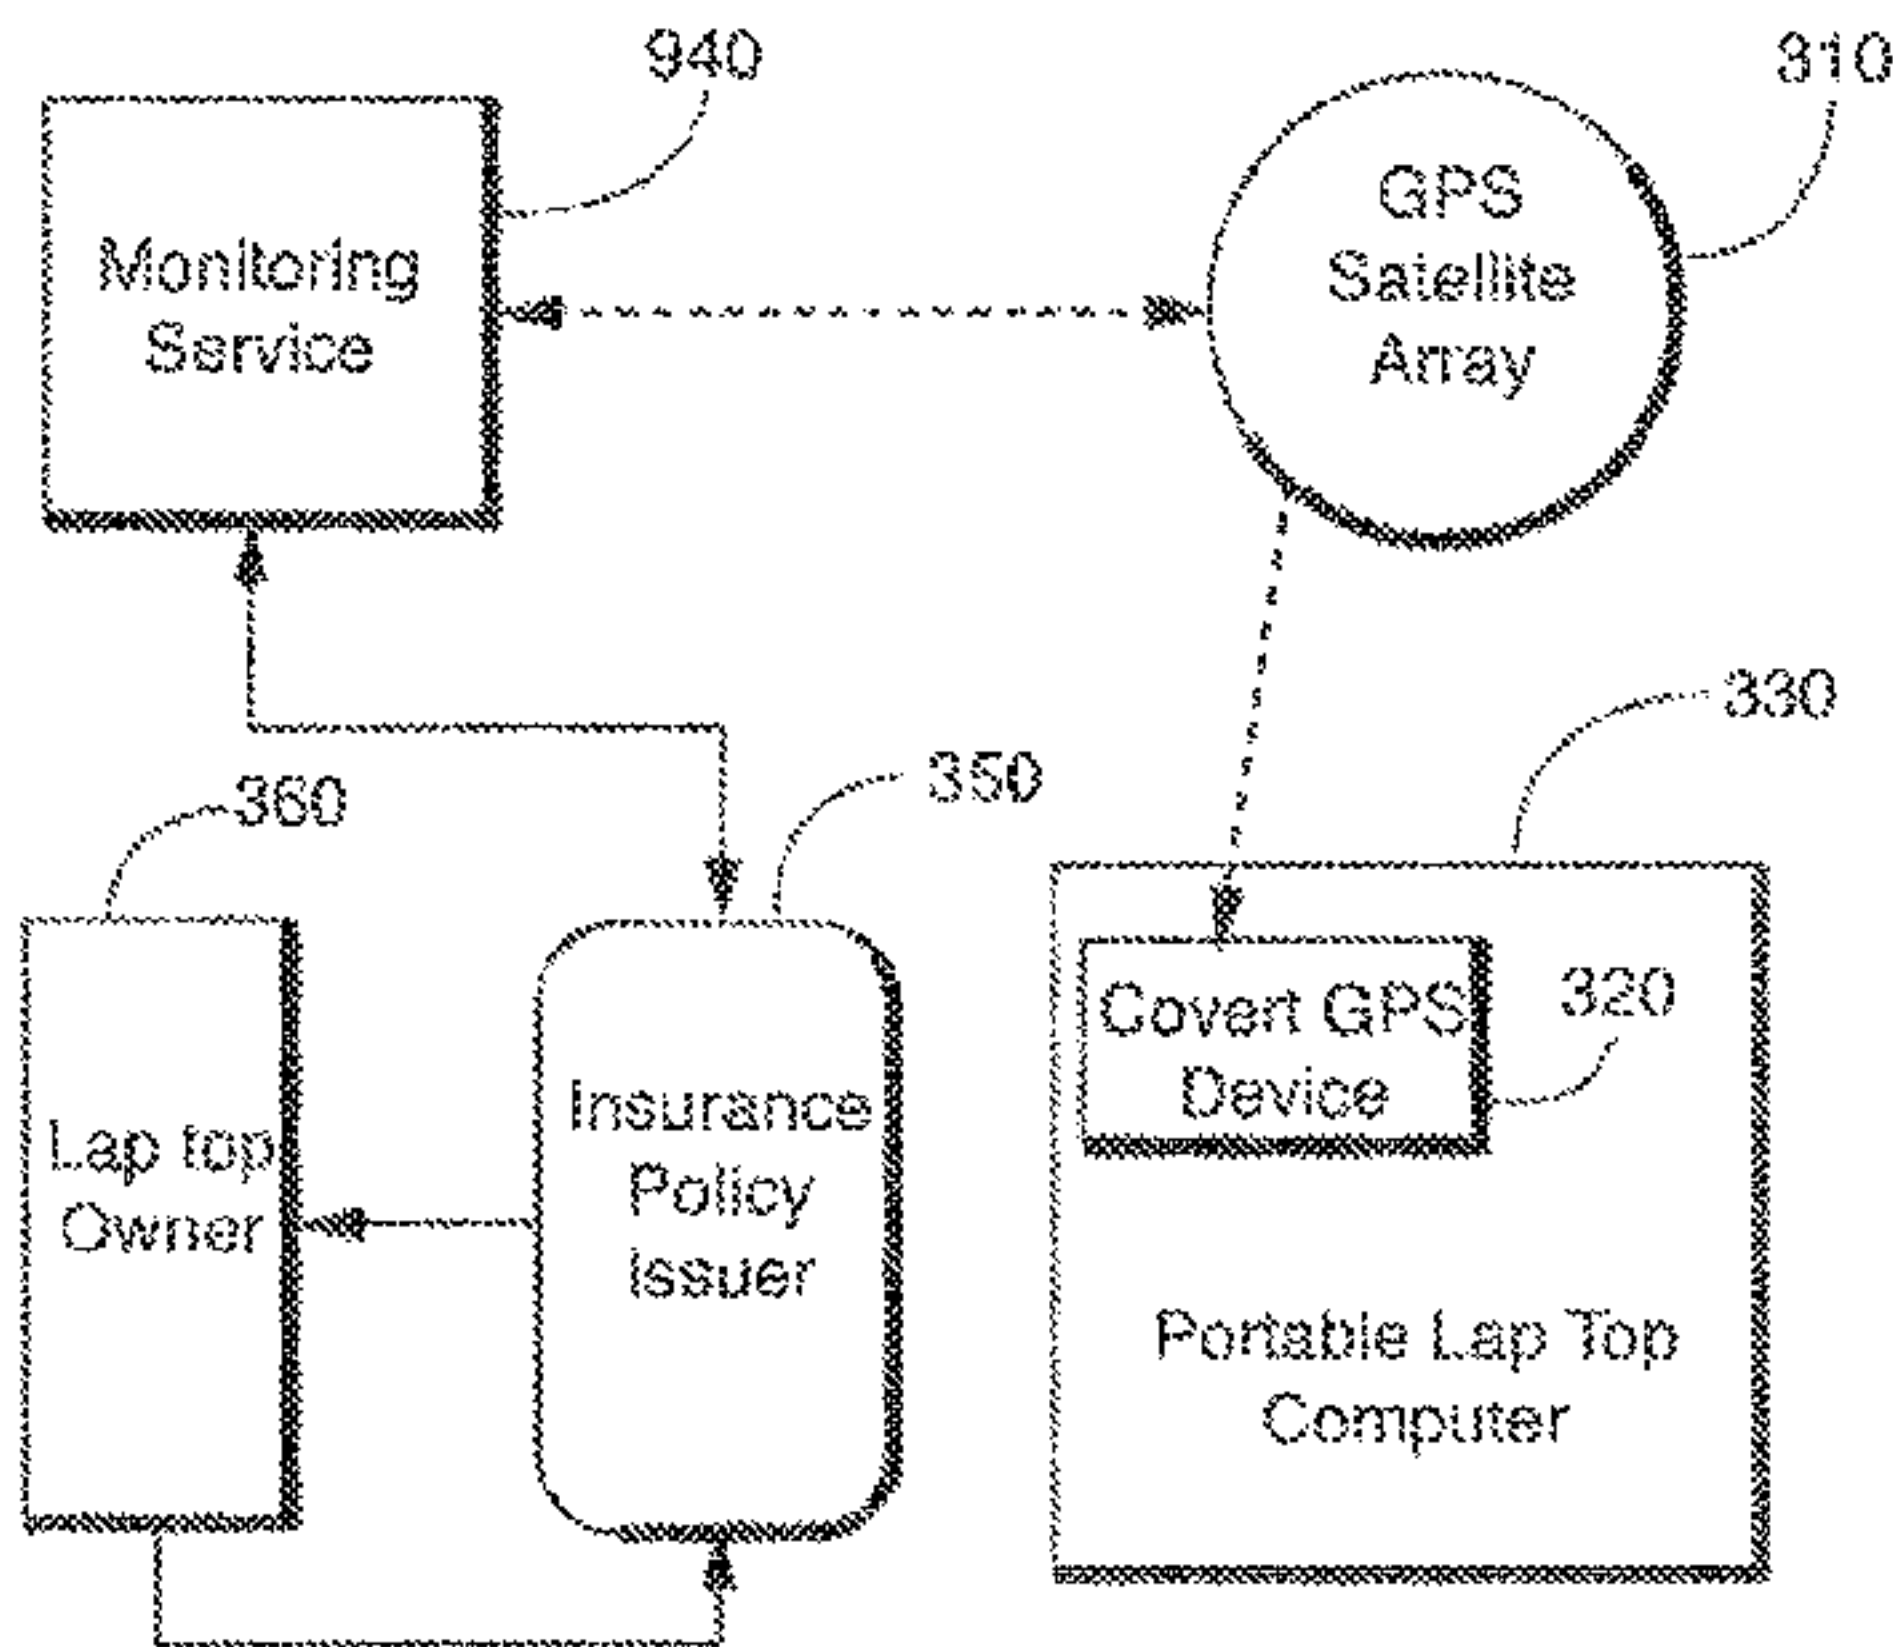 940
310
Monitoring
Service
GPS
Satellite
Array
330
360
350
Covert GPS
Device
320
Lap top
Owner
Insurance
Policy
Issuer
Portable Lap Top
Computer